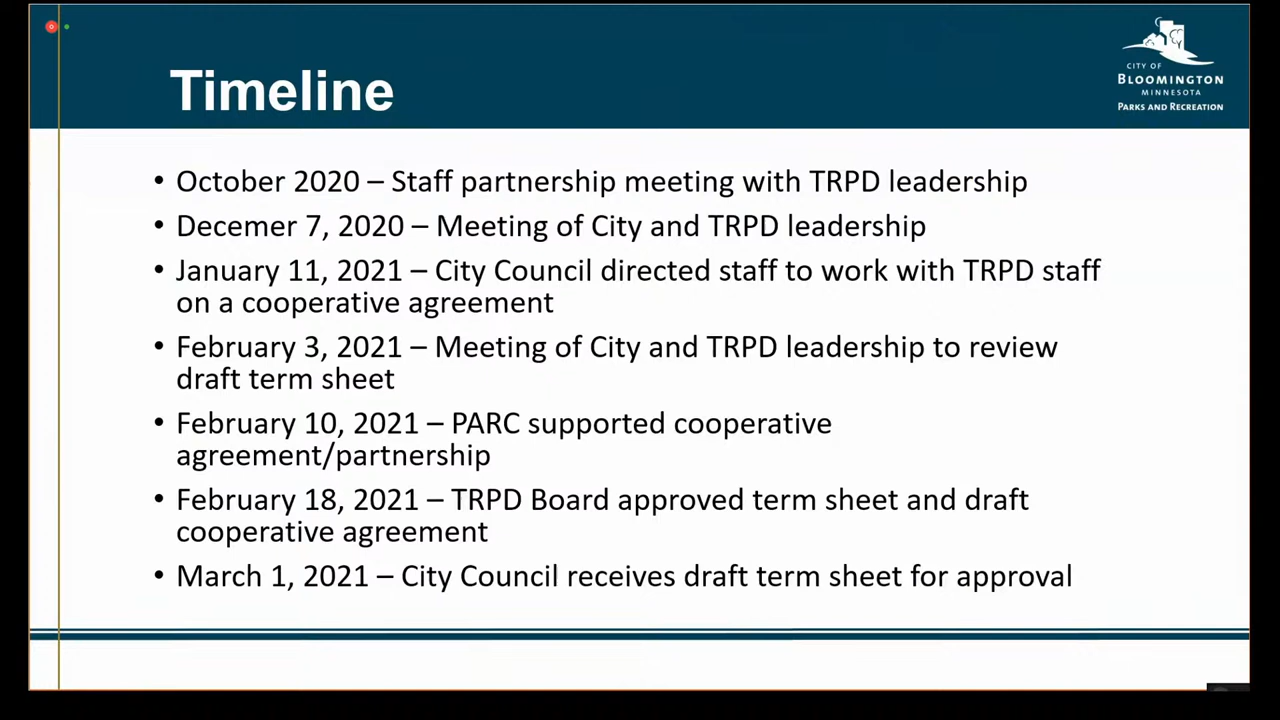 Timeline
CITY OF
BLOOMINGTON
MINNESOTA
PARKS AND RECREATION
• October 2020 – Staff partnership meeting with TRPD leadership
• Decemer 7, 2020 – Meeting of City and TRPD leadership
• January 11, 2021 – City Council directed staff to work with TRPD staff
on a cooperative agreement
• February 3, 2021 – Meeting of City and TRPD leadership to review
draft term sheet
• February 10, 2021 – PARC supported cooperative
agreement/partnership
• February 18, 2021 – TRPD Board approved term sheet and draft
cooperative agreement
• March 1, 2021 – City Council receives draft term sheet for approval